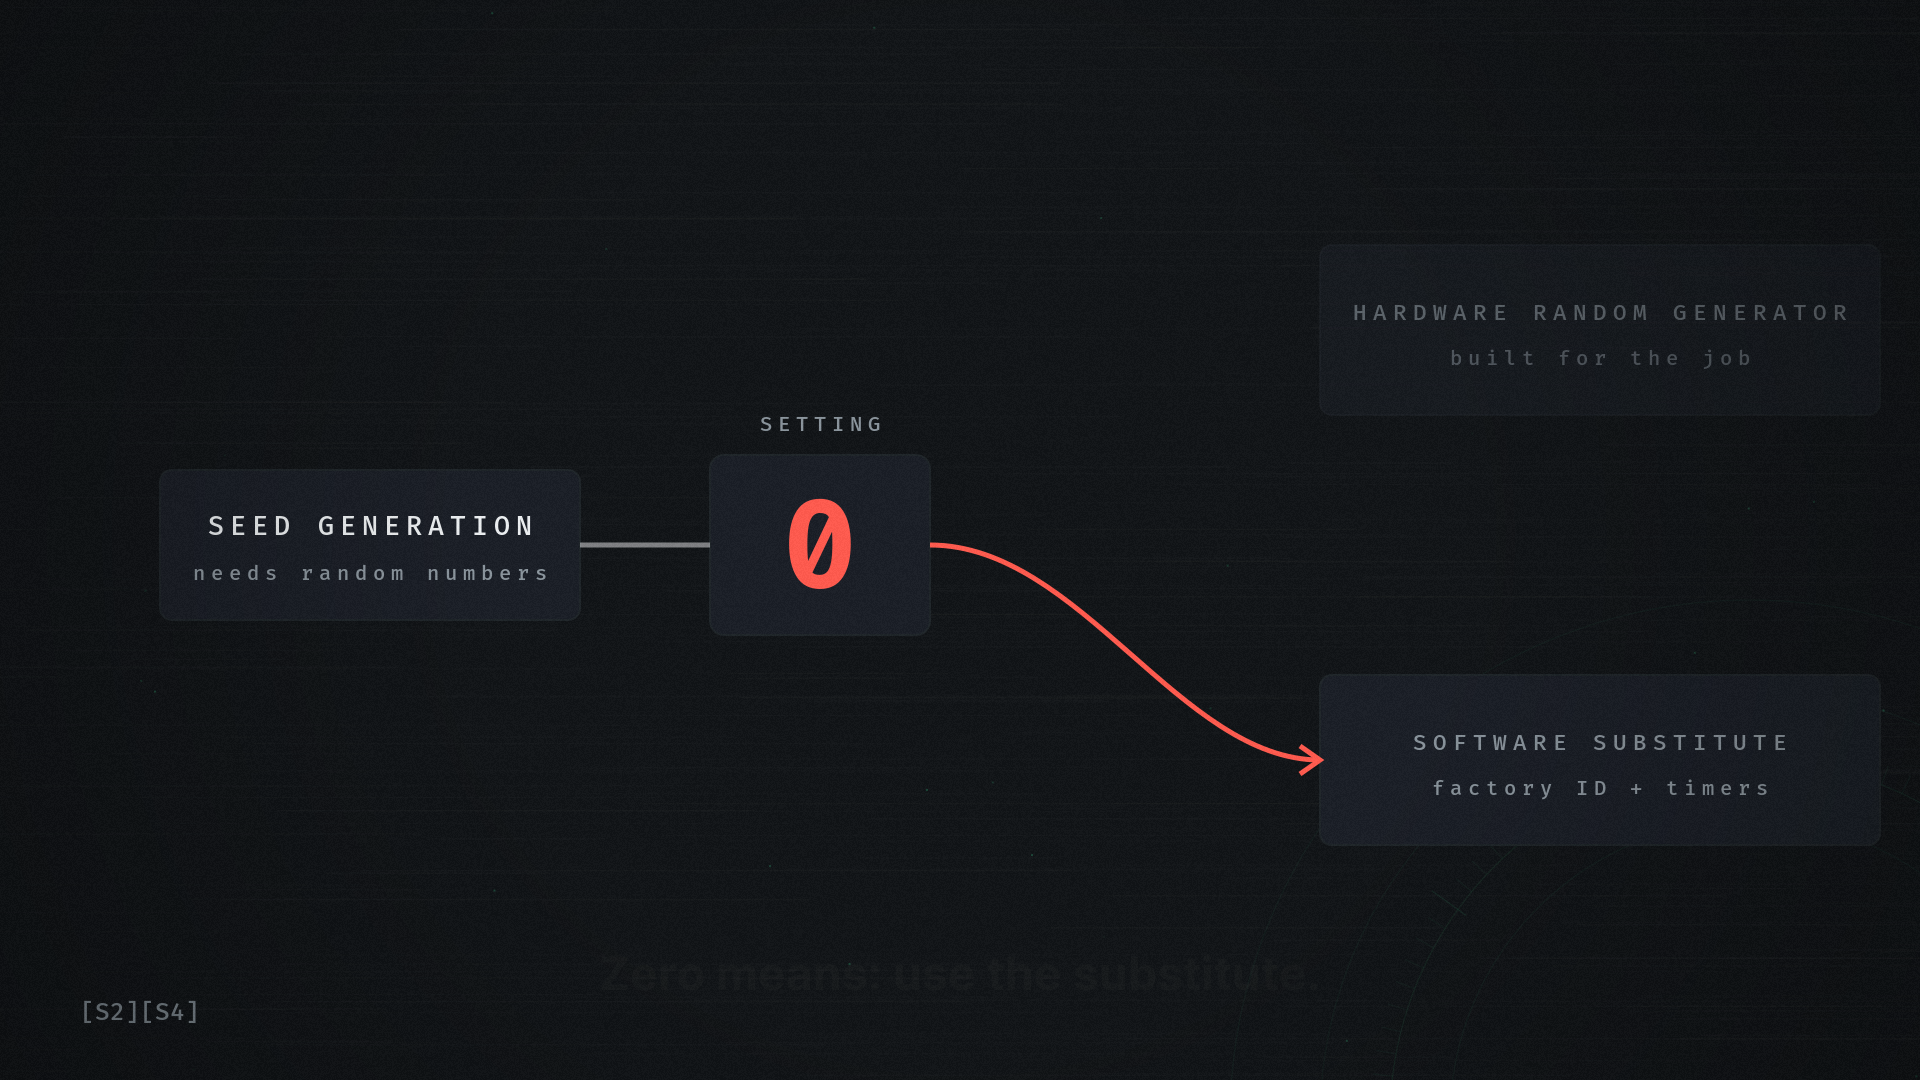 HARDWARE RANDOM GENERATOR
built for the job
SETTING
0
SEED GENERATION
needs random numbers
SOFTWARE SUBSTITUTE
factory ID + timers
Zero means: use the substitute.
[S2][S4]